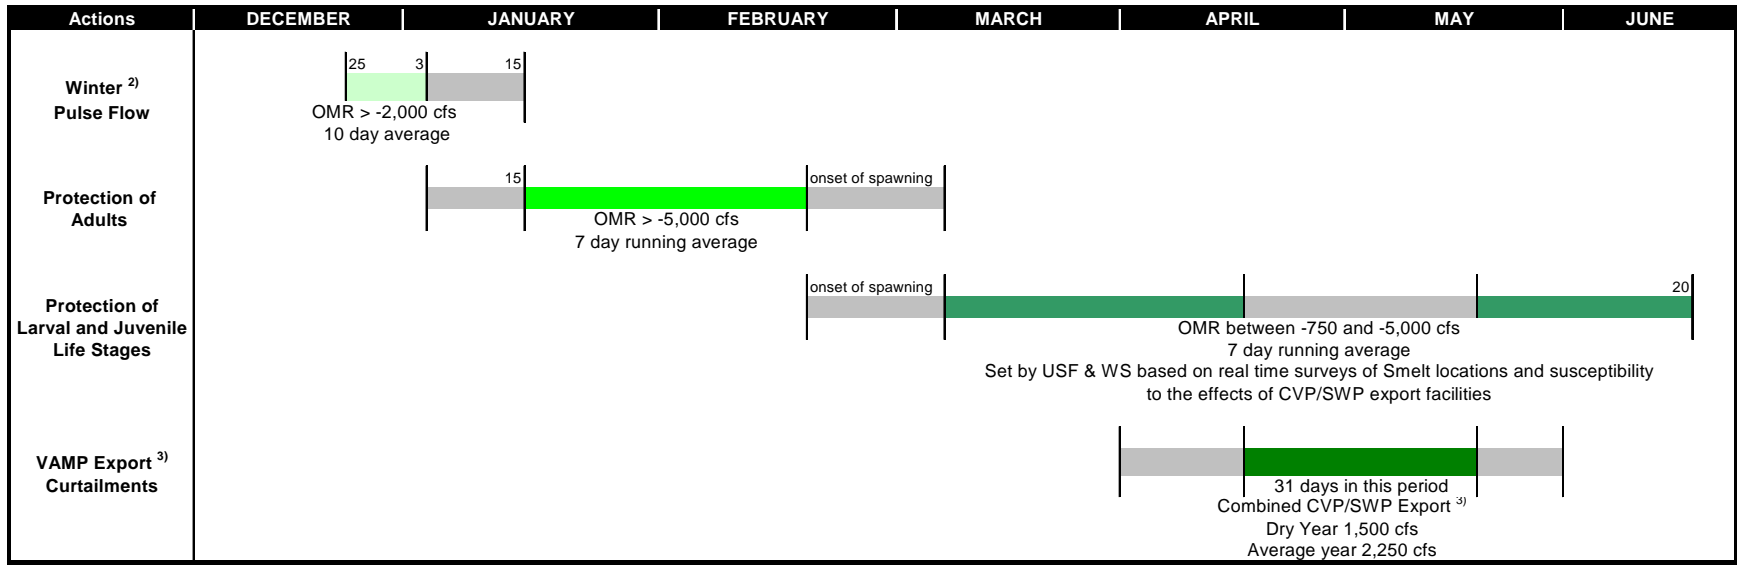 Actions DECEMBER JANUARY FEBRUARY MARCH APRIL MAY JUNE
Winter 2)
Pulse Flow
25 3 15
OMR > -2,000 cfs
10 day average
Protection of
Adults
15 onset of spawning
OMR > -5,000 cfs
7 day running average
Protection of
Larval and Juvenile
Life Stages
onset of spawning 20
OMR between -750 and -5,000 cfs
7 day running average
Set by USF & WS based on real time surveys of Smelt locations and susceptibility
to the effects of CVP/SWP export facilities
VAMP Export 3)
Curtailments
31 days in this period
Combined CVP/SWP Export 3)
Dry Year 1,500 cfs
Average year 2,250 cfs